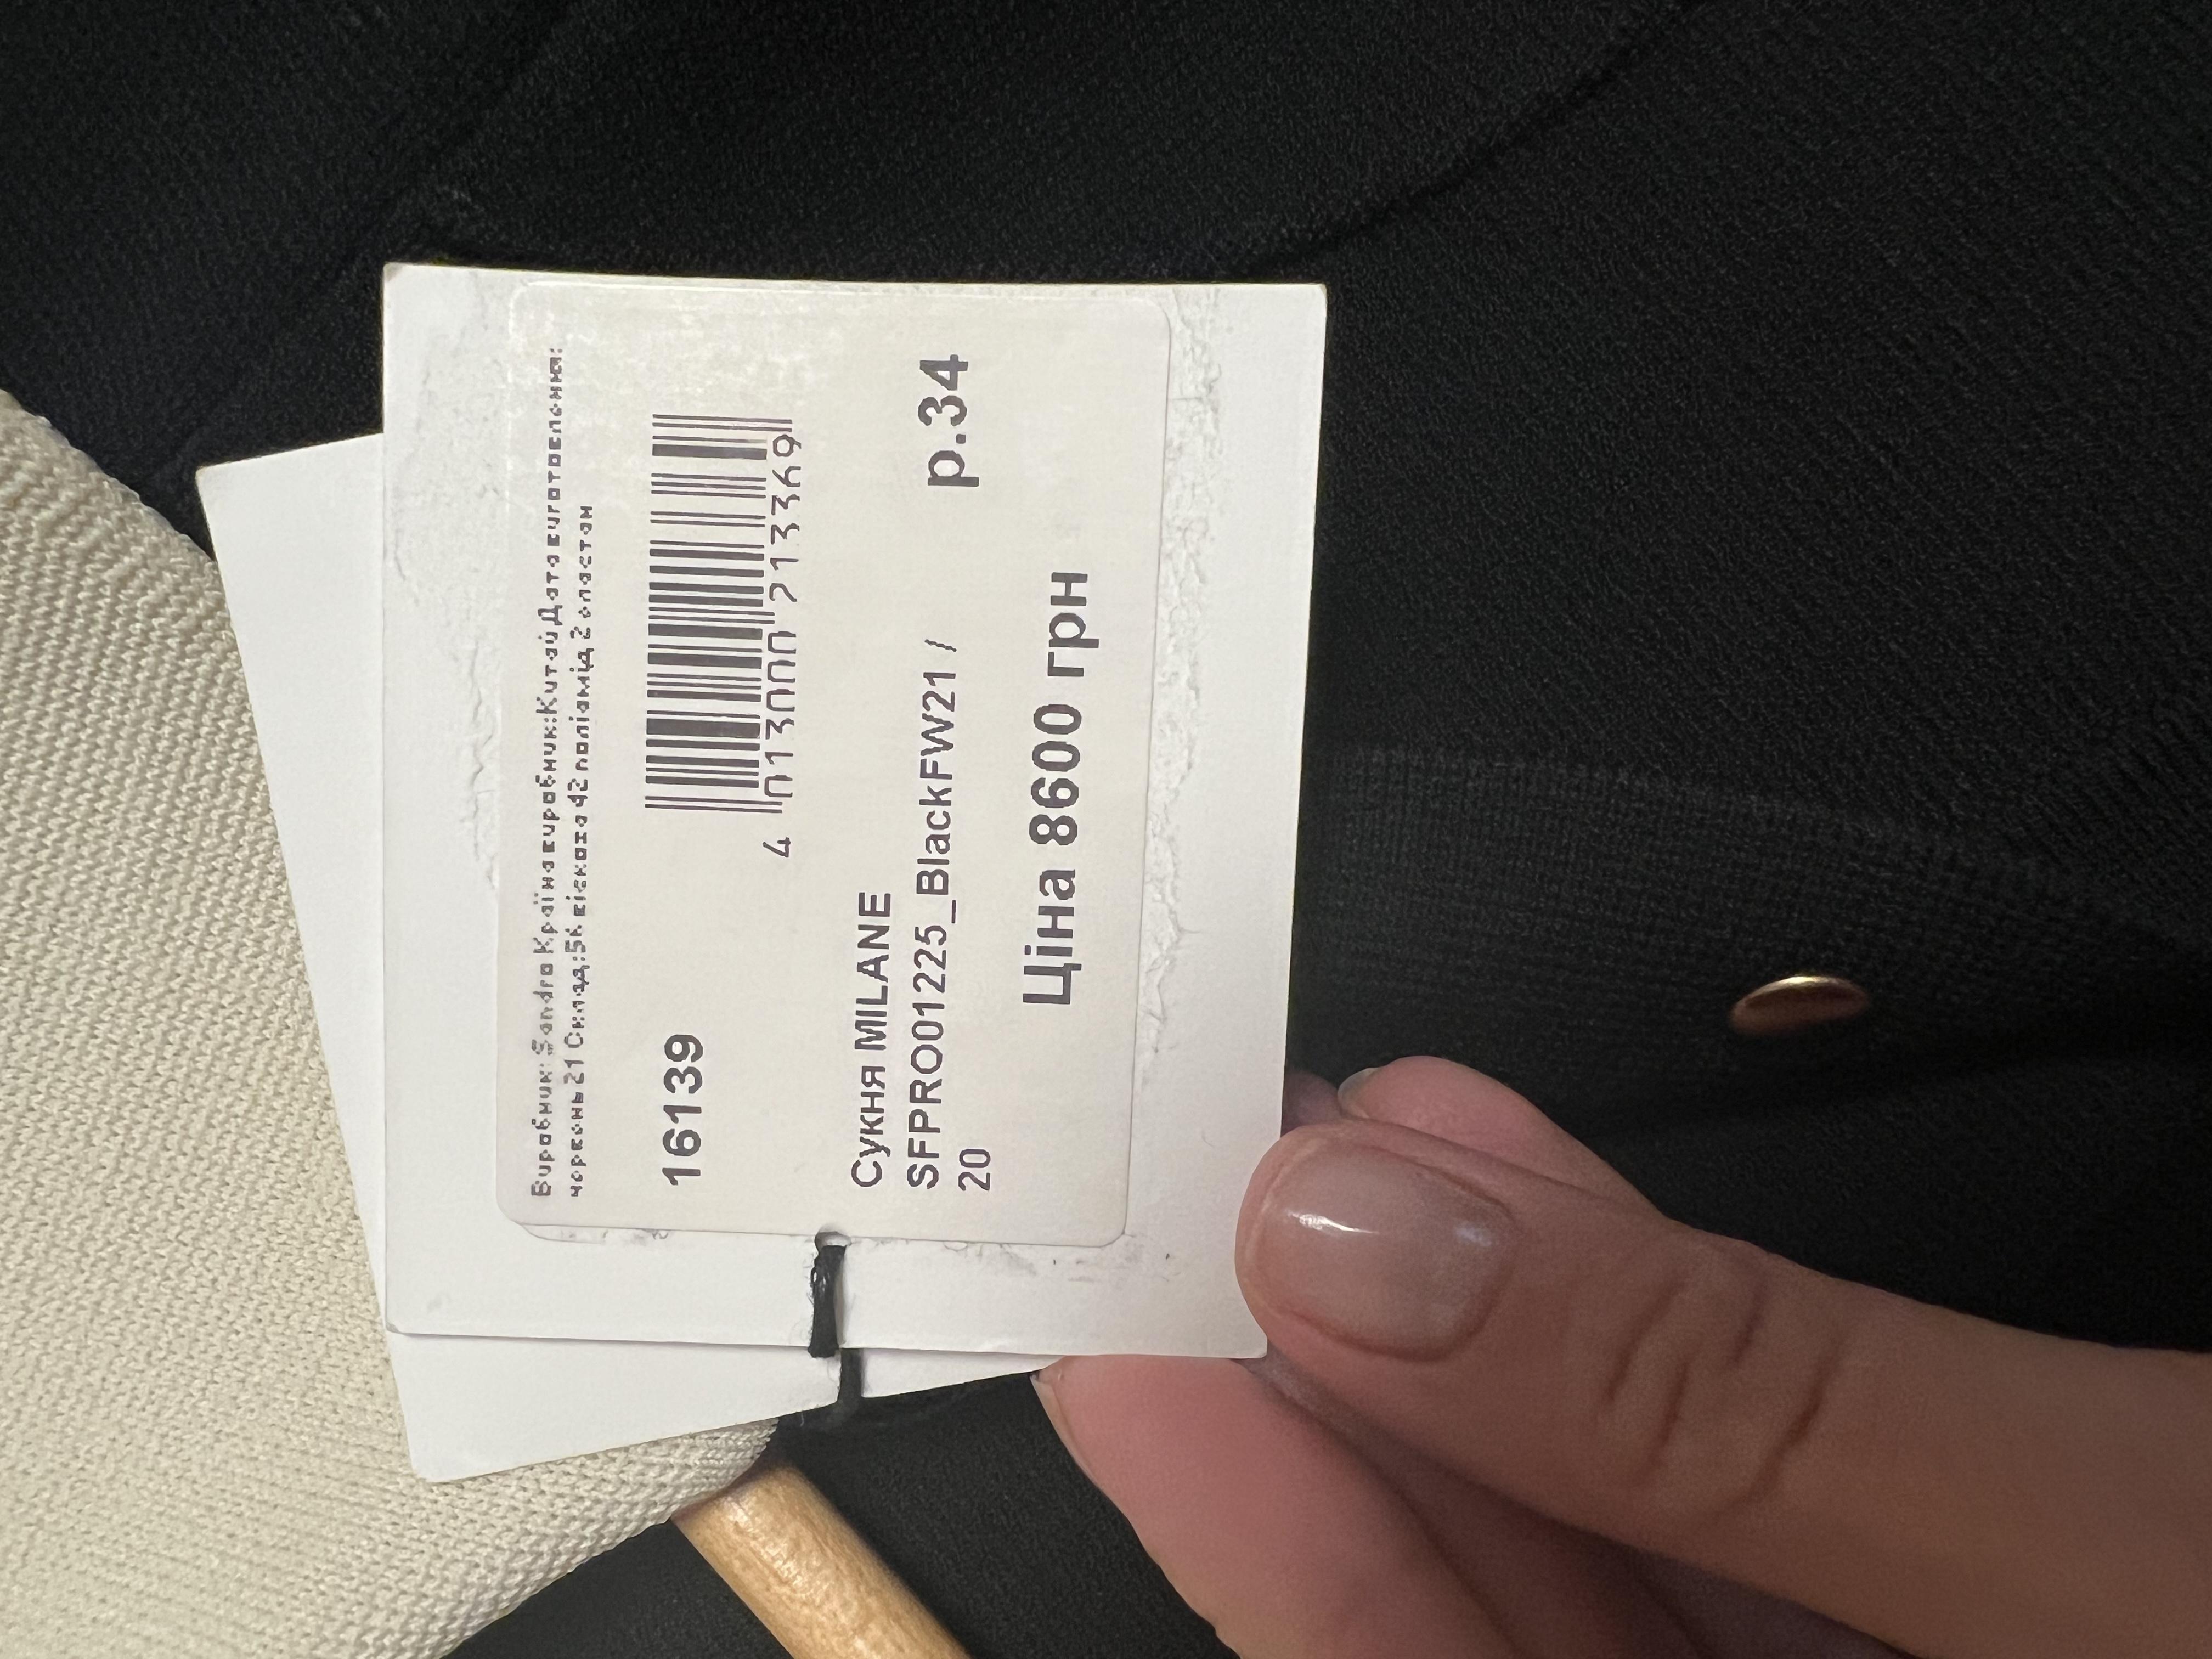 Виробник: Sandro Країна виробник:Китай Дата виготовлення:
червень 21 Склад:56 віскоза 42 поліамід 2 еластан
16139
4 013000 213369
Сукня MILANE
SFPRO01225_BlackFW21 /
20
р.34
Ціна 8600 грн